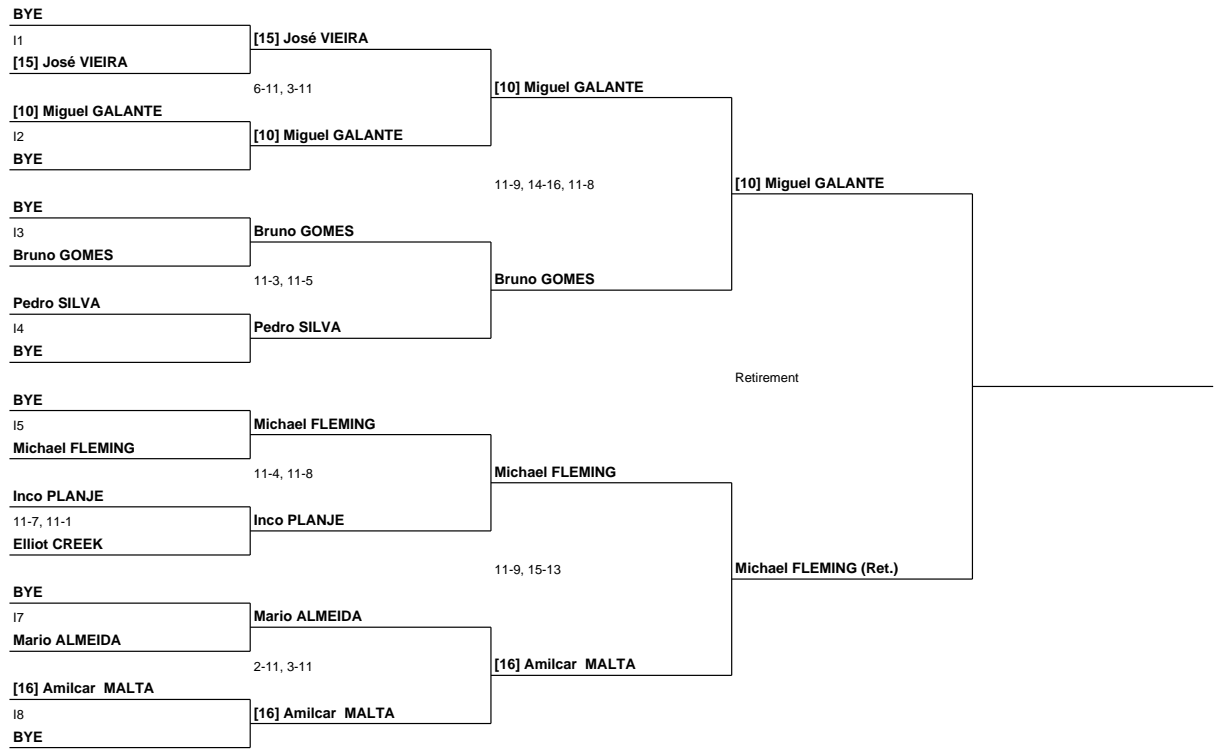 BYE
I1
[15] José VIEIRA
[15] José VIEIRA
6-11, 3-11
[10] Miguel GALANTE
[10] Miguel GALANTE
I2
[10] Miguel GALANTE
BYE
11-9, 14-16, 11-8
[10] Miguel GALANTE
BYE
I3
Bruno GOMES
Bruno GOMES
11-3, 11-5
Bruno GOMES
Pedro SILVA
I4
Pedro SILVA
BYE
Retirement
BYE
I5
Michael FLEMING
Michael FLEMING
11-4, 11-8
Michael FLEMING
Inco PLANJE
11-7, 11-1
Inco PLANJE
Elliot CREEK
11-9, 15-13
Michael FLEMING (Ret.)
BYE
I7
Mario ALMEIDA
Mario ALMEIDA
2-11, 3-11
[16] Amilcar  MALTA
[16] Amilcar  MALTA
I8
[16] Amilcar  MALTA
BYE